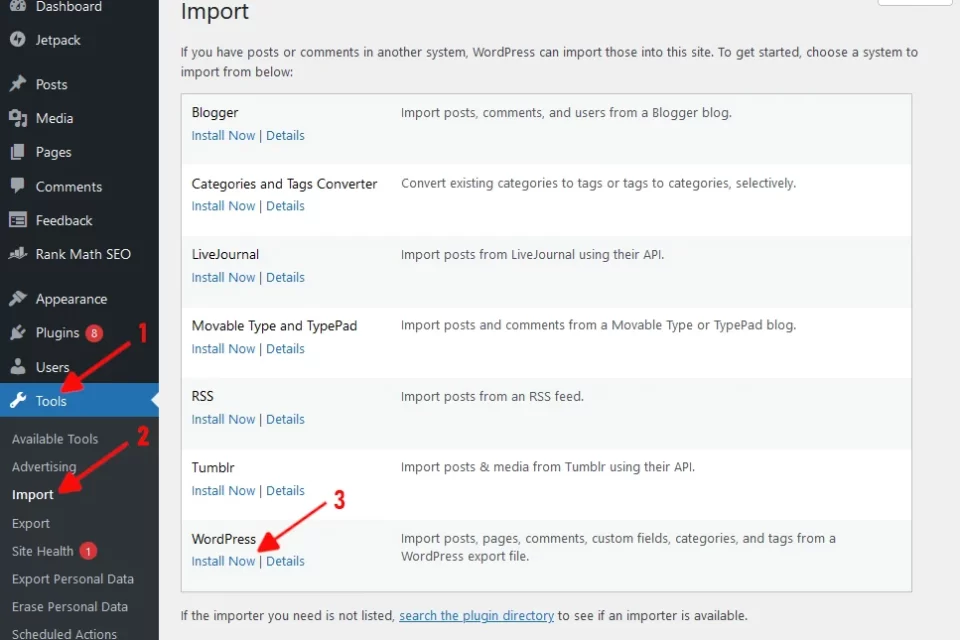 Dashboard
Jetpack
Posts
Media
Pages
Comments
Feedback
Rank Math SEO
Appearance
Plugins 8
1
Users
Tools
Available Tools
2
Advertising
Import
Export
Site Health 1
Export Personal Data
Erase Personal Data
Scheduled Actions
Import
If you have posts or comments in another system, WordPress can import those into this site. To get started, choose a system to
import from below:
Blogger
Install Now | Details
Import posts, comments, and users from a Blogger blog.
Categories and Tags Converter
Install Now | Details
Convert existing categories to tags or tags to categories, selectively.
LiveJournal
Install Now | Details
Import posts from LiveJournal using their API.
Movable Type and TypePad
Install Now | Details
Import posts and comments from a Movable Type or TypePad blog.
RSS
Install Now | Details
Import posts from an RSS feed.
Tumblr
Install Now | Details
Import posts & media from Tumblr using their API.
3
WordPress
Install Now | Details
Import posts, pages, comments, custom fields, categories, and tags from a
WordPress export file.
If the importer you need is not listed, search the plugin directory to see if an importer is available.